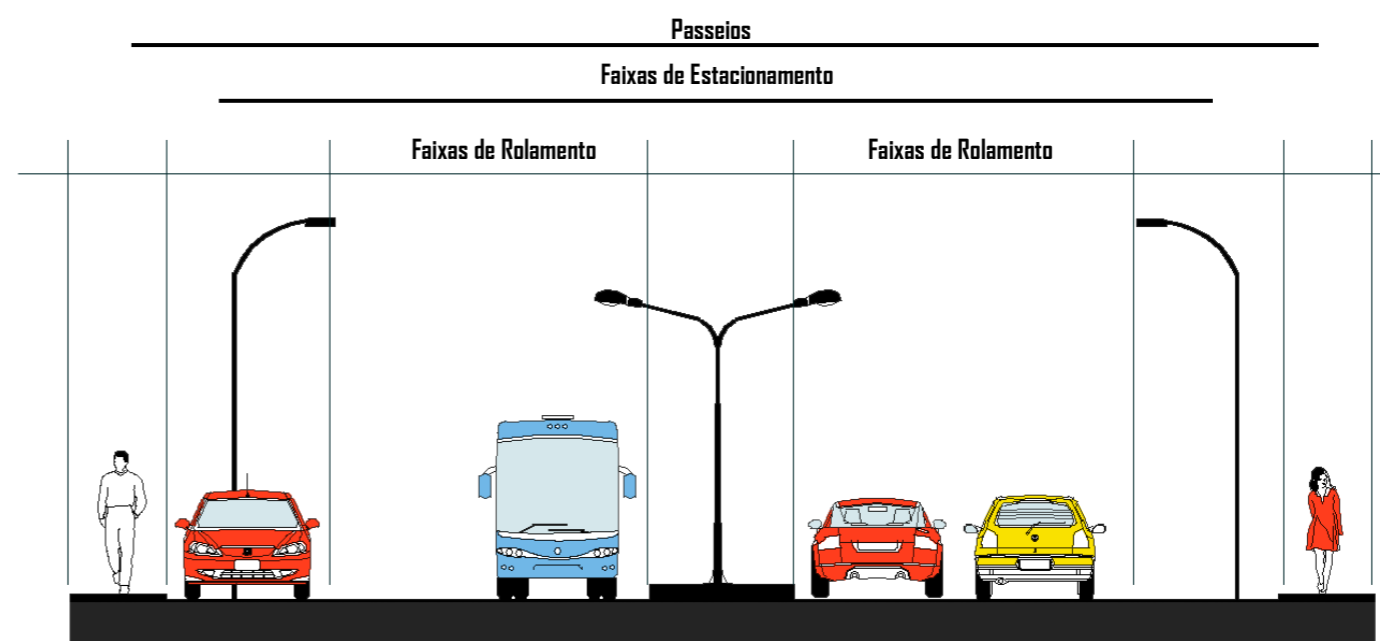 Passeios
Faixas de Estacionamento
Faixas de Rolamento
Faixas de Rolamento